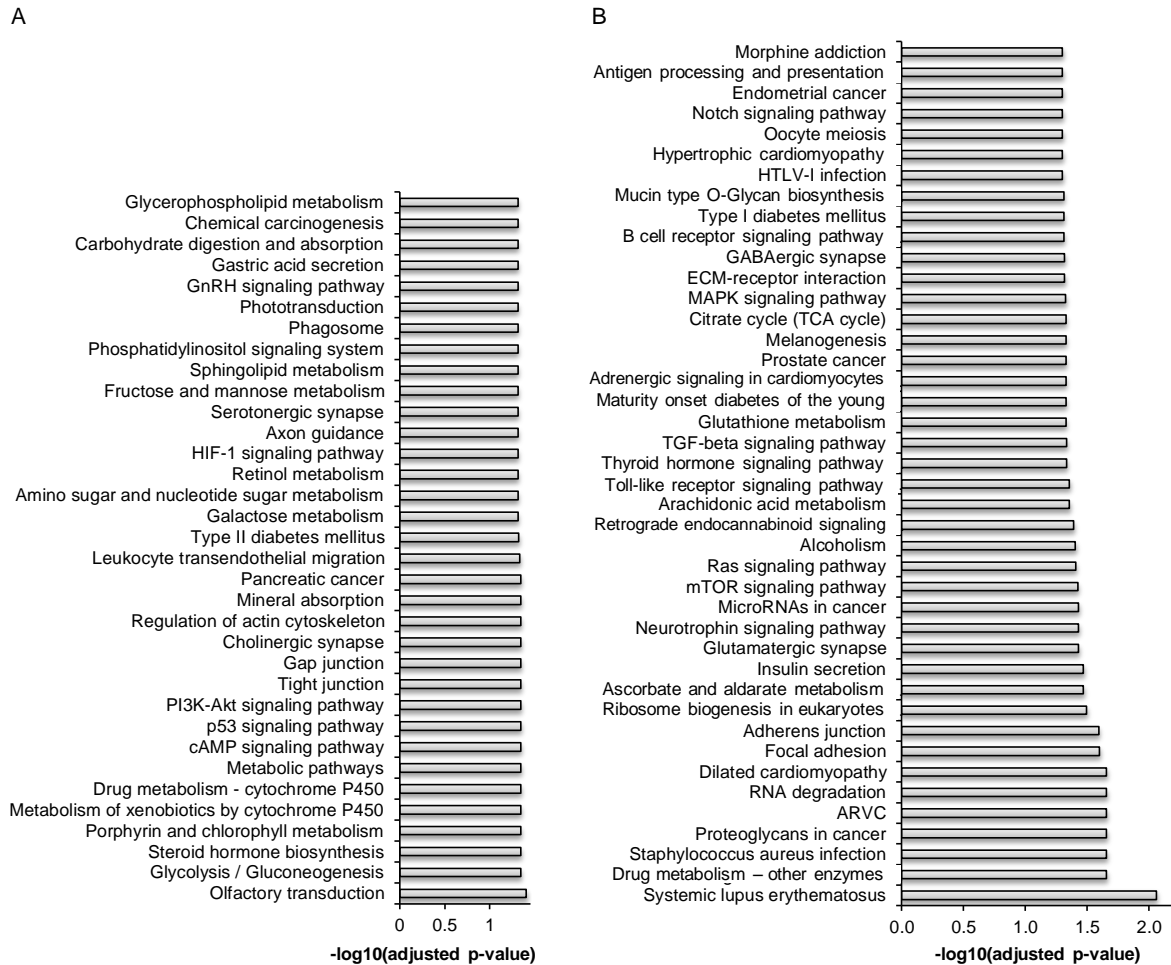 A
Glycerophospholipid metabolism
Chemical carcinogenesis
Carbohydrate digestion and absorption
Gastric acid secretion
GnRH signaling pathway
Phototransduction
Phagosome
Phosphatidylinositol signaling system
Sphingolipid metabolism
Fructose and mannose metabolism
Serotonergic synapse
Axon guidance
HIF-1 signaling pathway
Retinol metabolism
Amino sugar and nucleotide sugar metabolism
Galactose metabolism
Type II diabetes mellitus
Leukocyte transendothelial migration
Pancreatic cancer
Mineral absorption
Regulation of actin cytoskeleton
Cholinergic synapse
Gap junction
Tight junction
PI3K-Akt signaling pathway
p53 signaling pathway
cAMP signaling pathway
Metabolic pathways
Drug metabolism - cytochrome P450
Metabolism of xenobiotics by cytochrome P450
Porphyrin and chlorophyll metabolism
Steroid hormone biosynthesis
Glycolysis / Gluconeogenesis
Olfactory transduction
0 0.5 1
-log10(adjusted p-value)
B
Morphine addiction
Antigen processing and presentation
Endometrial cancer
Notch signaling pathway
Oocyte meiosis
Hypertrophic cardiomyopathy
HTLV-I infection
Mucin type O-Glycan biosynthesis
Type I diabetes mellitus
B cell receptor signaling pathway
GABAergic synapse
ECM-receptor interaction
MAPK signaling pathway
Citrate cycle (TCA cycle)
Melanogenesis
Prostate cancer
Adrenergic signaling in cardiomyocytes
Maturity onset diabetes of the young
Glutathione metabolism
TGF-beta signaling pathway
Thyroid hormone signaling pathway
Toll-like receptor signaling pathway
Arachidonic acid metabolism
Retrograde endocannabinoid signaling
Alcoholism
Ras signaling pathway
mTOR signaling pathway
MicroRNAs in cancer
Neurotrophin signaling pathway
Glutamatergic synapse
Insulin secretion
Ascorbate and aldarate metabolism
Ribosome biogenesis in eukaryotes
Adherens junction
Focal adhesion
Dilated cardiomyopathy
RNA degradation
ARVC
Proteoglycans in cancer
Staphylococcus aureus infection
Drug metabolism – other enzymes
Systemic lupus erythematosus
0.0 0.5 1.0 1.5 2.0
-log10(adjusted p-value)